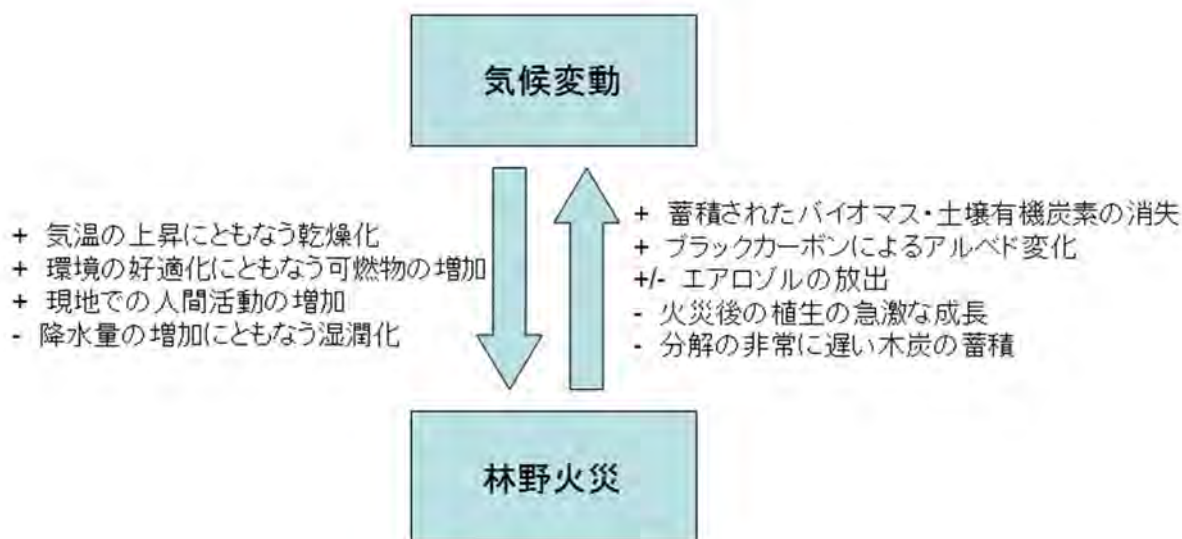 気候変動
+ 気温の上昇にともなう乾燥化
+ 環境の好適化にともなう可燃物の増加
+ 現地での人間活動の増加
- 降水量の増加にともなう湿潤化
+ 蓄積されたバイオマス・土壌有機炭素の消失
+ ブラックカーボンによるアルベド変化
+/- エアロゾルの放出
- 火災後の植生の急激な成長
- 分解の非常に遅い木炭の蓄積
林野火災